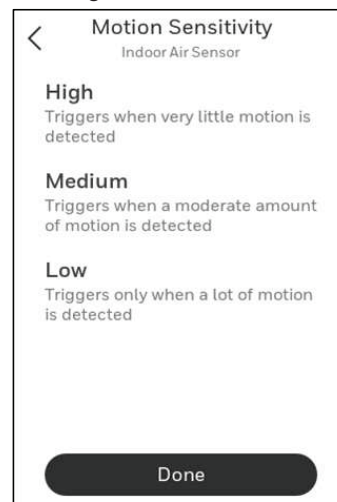 Motion Sensitivity
Indoor Air Sensor
High
Triggers when very little motion is
detected
Medium
Triggers when a moderate amount
of motion is detected
Low
Triggers only when a lot of motion
is detected
Done